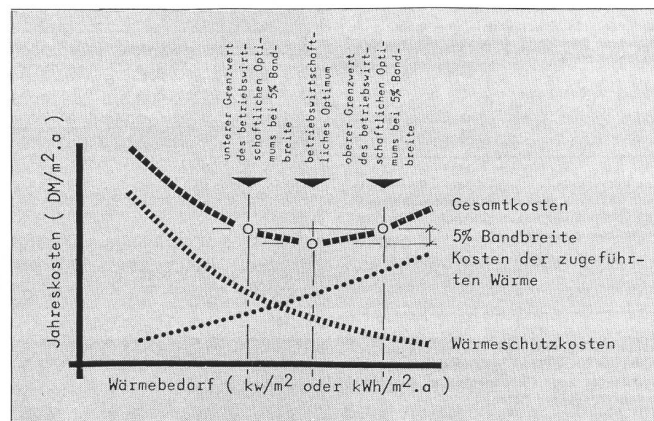 unterer Grenzwert
des betriebswirt-
schaftlichen Opti-
mums bei 5% Band-
breite
betriebswirtschaft-
liches Optimum
oberer Grenzwert
des betriebswirt-
schaftlichen Opti-
mums bei 5% Band-
breite
Jahreskosten ( DM/m².a )
Gesamtkosten
5% Bandbreite
Kosten der zugeführ-
ten Wärme
Wärmeschutzkosten
Wärmebedarf ( kw/m² oder kWh/m².a )